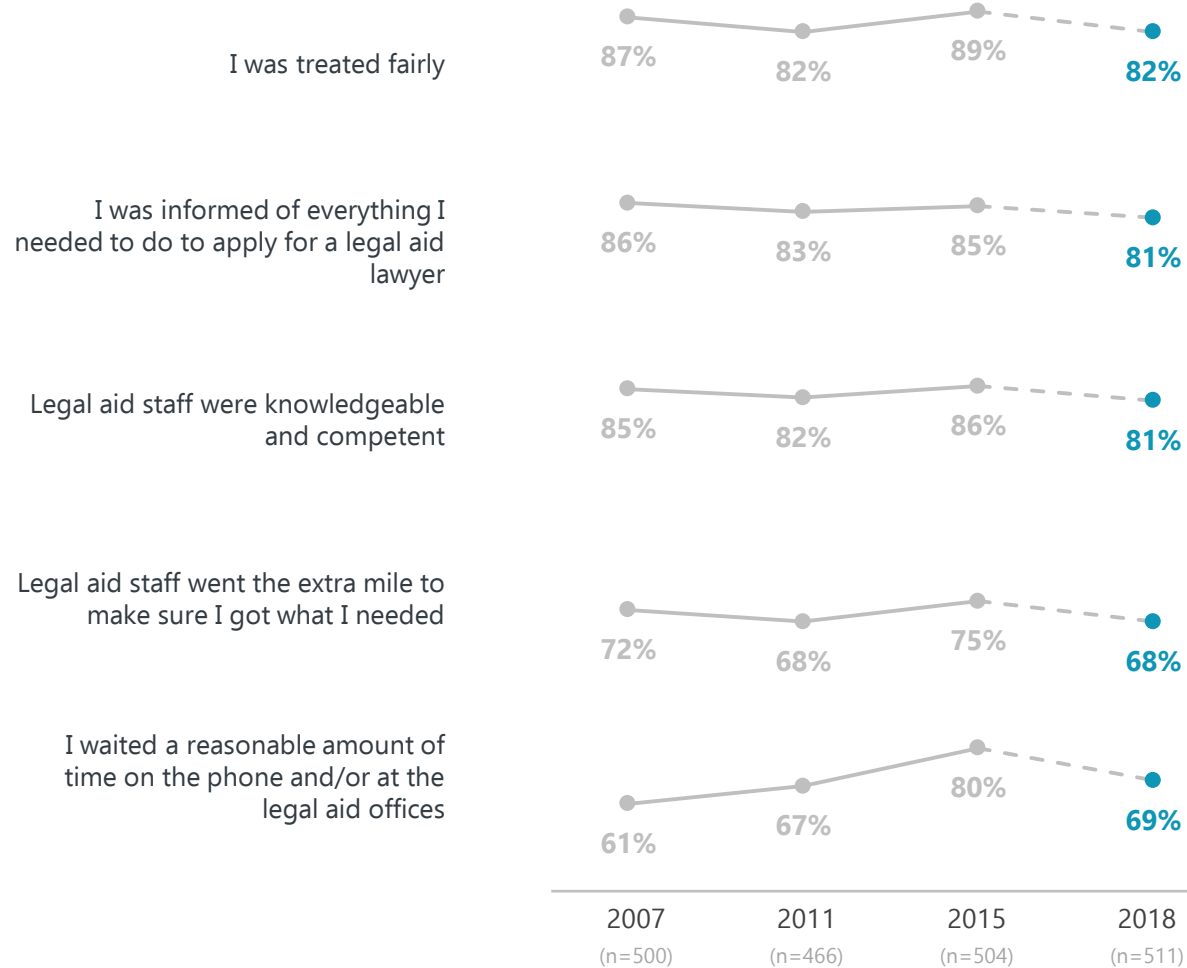 I was treated fairly
87%
82%
89%
82%
I was informed of everything I
needed to do to apply for a legal aid
lawyer
86%
83%
85%
81%
Legal aid staff were knowledgeable
and competent
85%
82%
86%
81%
Legal aid staff went the extra mile to
make sure I got what I needed
72%
68%
75%
68%
I waited a reasonable amount of
time on the phone and/or at the
legal aid offices
61%
67%
80%
69%
2007
2011
2015
2018
(n=500)
(n=466)
(n=504)
(n=511)